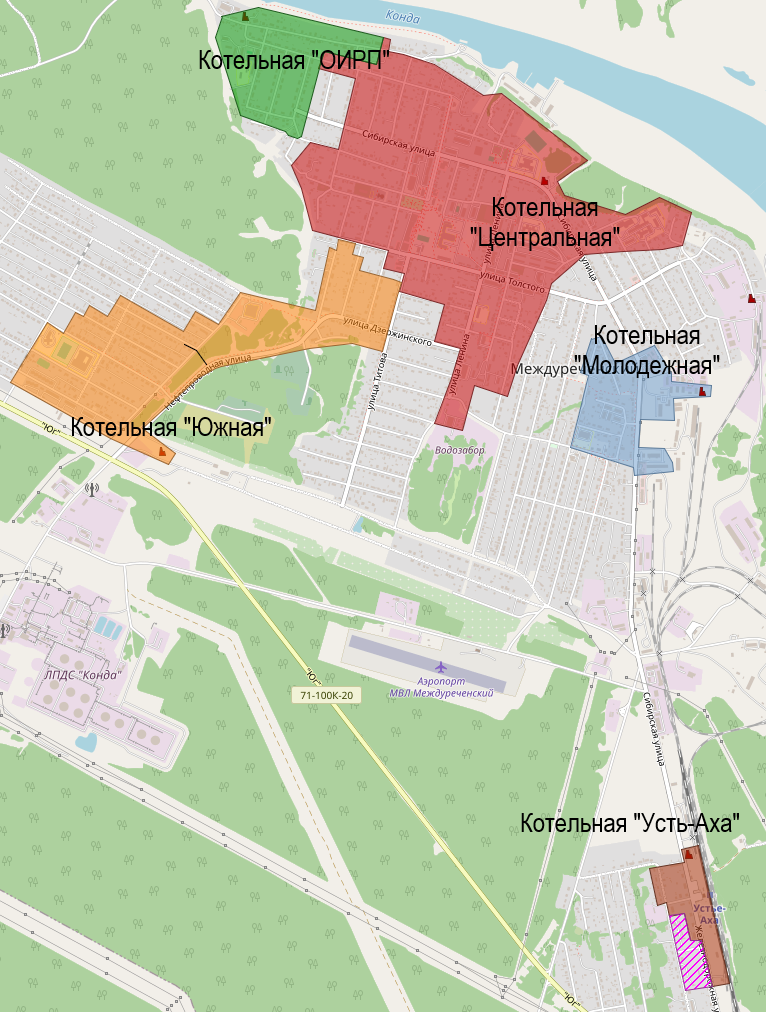 Конда
Котельная "ОИРП"
Сибирская улица
Котельная
"Центральная"
улица Толстого
улица Дзержинского
улица Ленина
Котельная
"Молодежная"
улица Титова
Нефтепроводная улица
Котельная "Южная"
"ЮГ"
Водозабор
ЛПДС "Конда"
"ЮГ"
71-100К-20
Аэропорт
МВЛ Междуреченский
Сибирская улица
Котельная "Усть-Аха"
Устье-
Аха
"ЮГ"